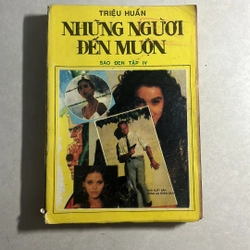 TRIỆU HUẤN
NHỮNG NGƯỜI
ĐẾN MUỘN
SAO ĐEN TẬP IV